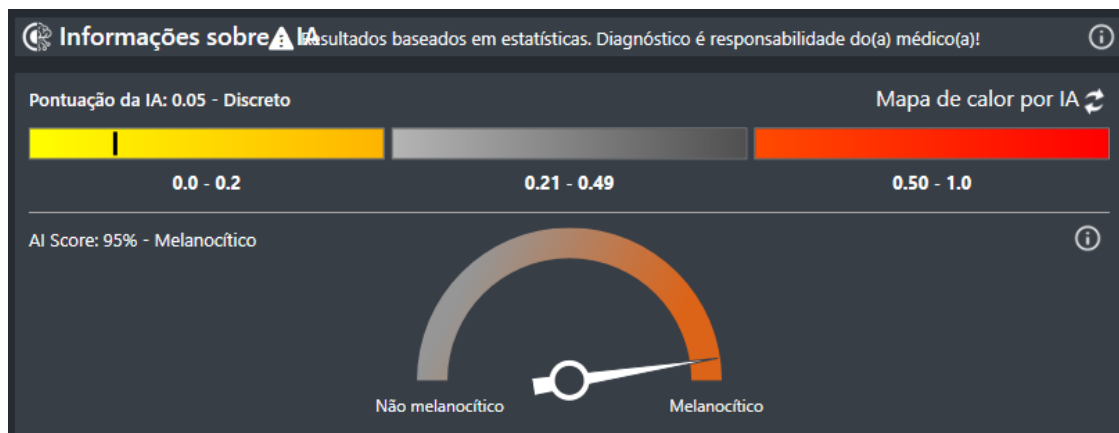 Informações sobre IA
Resultados baseados em estatísticas. Diagnóstico é responsabilidade do(a) médico(a)!
Pontuação da IA: 0.05 - Discreto
Mapa de calor por IA
0.0 - 0.2
0.21 - 0.49
0.50 - 1.0
AI Score: 95% - Melanocítico
Não melanocítico
Melanocítico